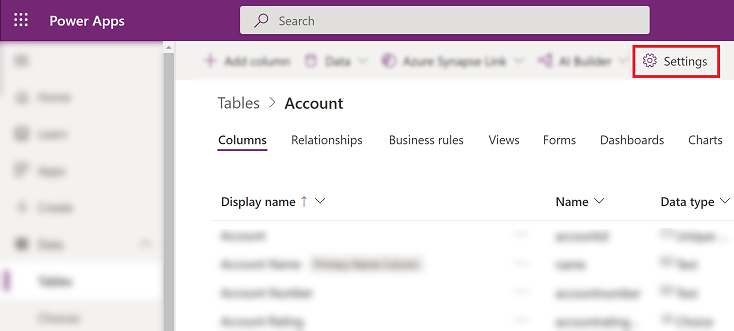 Power Apps Search
Add column Data Azure Synapse Link AI Builder Settings
Home
Learn
Apps
Create
Data
Tables
Choices
Tables > Account
Columns Relationships Business rules Views Forms Dashboards Charts
Display name ↑ Name Data type
Account accountid Unique ...
Account Name Primary Name Column name Text
Account Number accountnumber Text
Account Rating accountrating... Choice